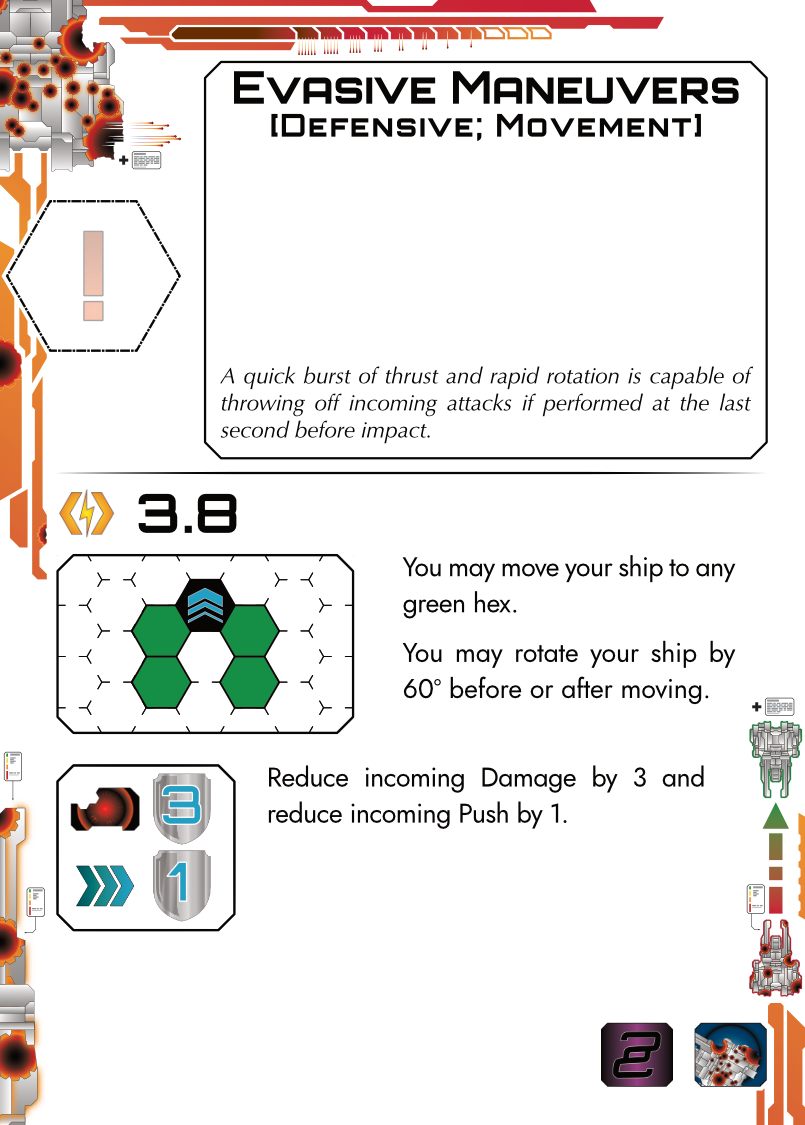 EVASIVE MANEUVERS
[DEFENSIVE; MOVEMENT]
A quick burst of thrust and rapid rotation is capable of
throwing off incoming attacks if performed at the last
second before impact.
3.8
You may move your ship to any
green hex.
You may rotate your ship by
60° before or after moving.
Reduce incoming Damage by 3 and
reduce incoming Push by 1.
3
1
2